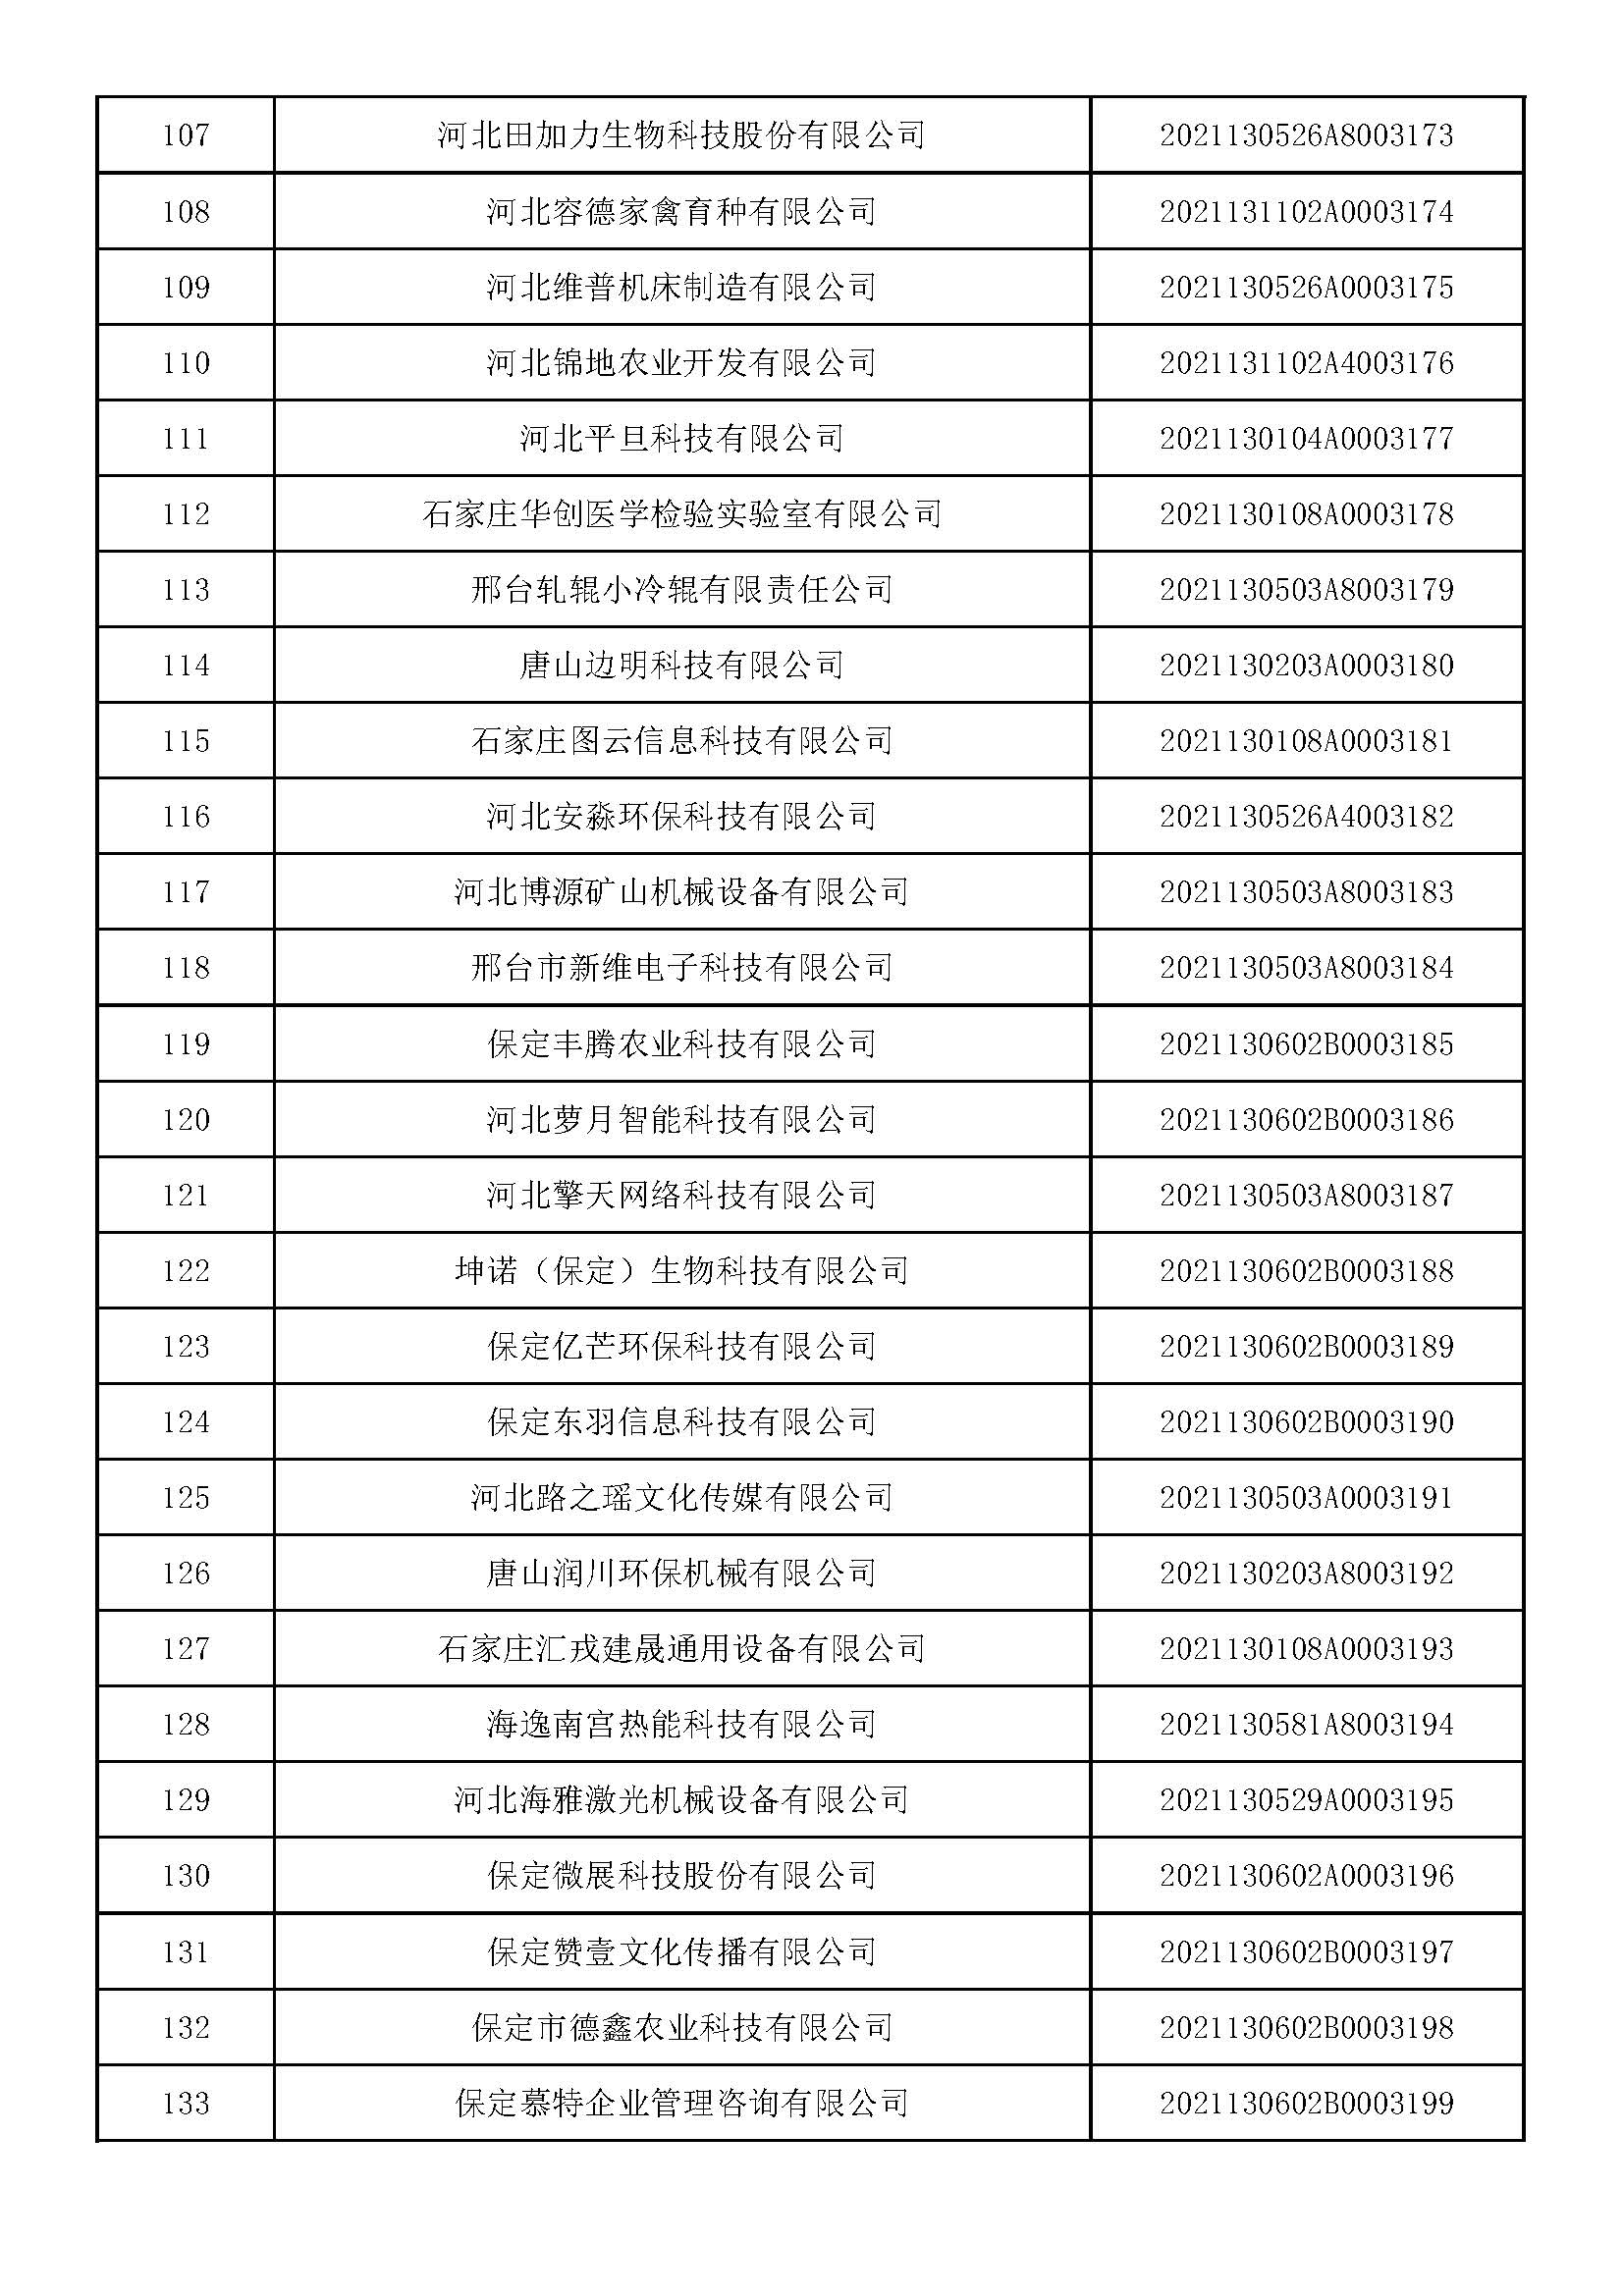 107 河北田加力生物科技股份有限公司 2021130526A8003173
108 河北容德家禽育种有限公司 2021131102A0003174
109 河北维普机床制造有限公司 2021130526A0003175
110 河北锦地农业开发有限公司 2021131102A4003176
111 河北平旦科技有限公司 2021130104A0003177
112 石家庄华创医学检验实验室有限公司 2021130108A0003178
113 邢台轧辊小冷辊有限责任公司 2021130503A8003179
114 唐山边明科技有限公司 2021130203A0003180
115 石家庄图云信息科技有限公司 2021130108A0003181
116 河北安淼环保科技有限公司 2021130526A4003182
117 河北博源矿山机械设备有限公司 2021130503A8003183
118 邢台市新维电子科技有限公司 2021130503A8003184
119 保定丰腾农业科技有限公司 2021130602B0003185
120 河北萝月智能科技有限公司 2021130602B0003186
121 河北擎天网络科技有限公司 2021130503A8003187
122 坤诺（保定）生物科技有限公司 2021130602B0003188
123 保定亿芒环保科技有限公司 2021130602B0003189
124 保定东羽信息科技有限公司 2021130602B0003190
125 河北路之瑶文化传媒有限公司 2021130503A0003191
126 唐山润川环保机械有限公司 2021130203A8003192
127 石家庄汇戎建晟通用设备有限公司 2021130108A0003193
128 海逸南宫热能科技有限公司 2021130581A8003194
129 河北海雅激光机械设备有限公司 2021130529A0003195
130 保定微展科技股份有限公司 2021130602A0003196
131 保定赞壹文化传播有限公司 2021130602B0003197
132 保定市德鑫农业科技有限公司 2021130602B0003198
133 保定慕特企业管理咨询有限公司 2021130602B0003199